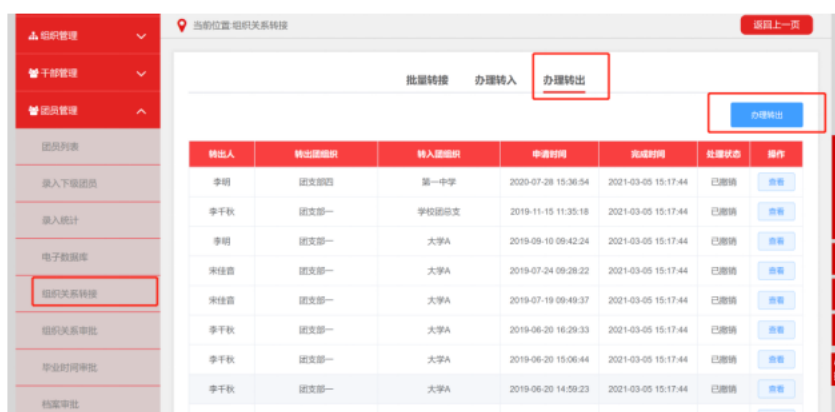 组织管理
当前位置:组织关系转接
返回上一页
干部管理
批量转接 办理转入 办理转出
团员管理
办理转出
团员列表
转出人 转出团组织 转入团组织 申请时间 完成时间 处理状态 操作
录入下级团员
李明 团支部四 第一中学 2020-07-28 15:36:54 2021-03-05 15:17:44 已撤销 查看
录入统计
李千秋 团支部一 学校团总支 2019-11-15 11:35:18 2021-03-05 15:17:44 已撤销 查看
李明 团支部一 大学A 2019-09-10 09:42:24 2021-03-05 15:17:44 已撤销 查看
电子数据库
宋佳音 团支部一 大学A 2019-07-24 09:28:22 2021-03-05 15:17:44 已撤销 查看
组织关系转接
宋佳音 团支部一 大学A 2019-07-19 09:49:37 2021-03-05 15:17:44 已撤销 查看
组织关系审批
李千秋 团支部一 大学A 2019-06-20 16:29:33 2021-03-05 15:17:44 已撤销 查看
毕业时间审批
李千秋 团支部一 大学A 2019-06-20 15:06:44 2021-03-05 15:17:44 已撤销 查看
李千秋 团支部一 大学A 2019-06-20 14:59:23 2021-03-05 15:17:44 已撤销 查看
档案审批